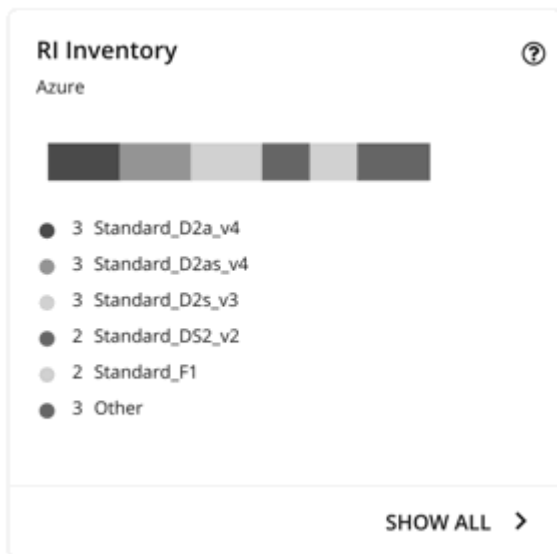 RI Inventory
Azure
3 Standard_D2a_v4
3 Standard_D2as_v4
3 Standard_D2s_v3
2 Standard_DS2_v2
2 Standard_F1
3 Other
SHOW ALL